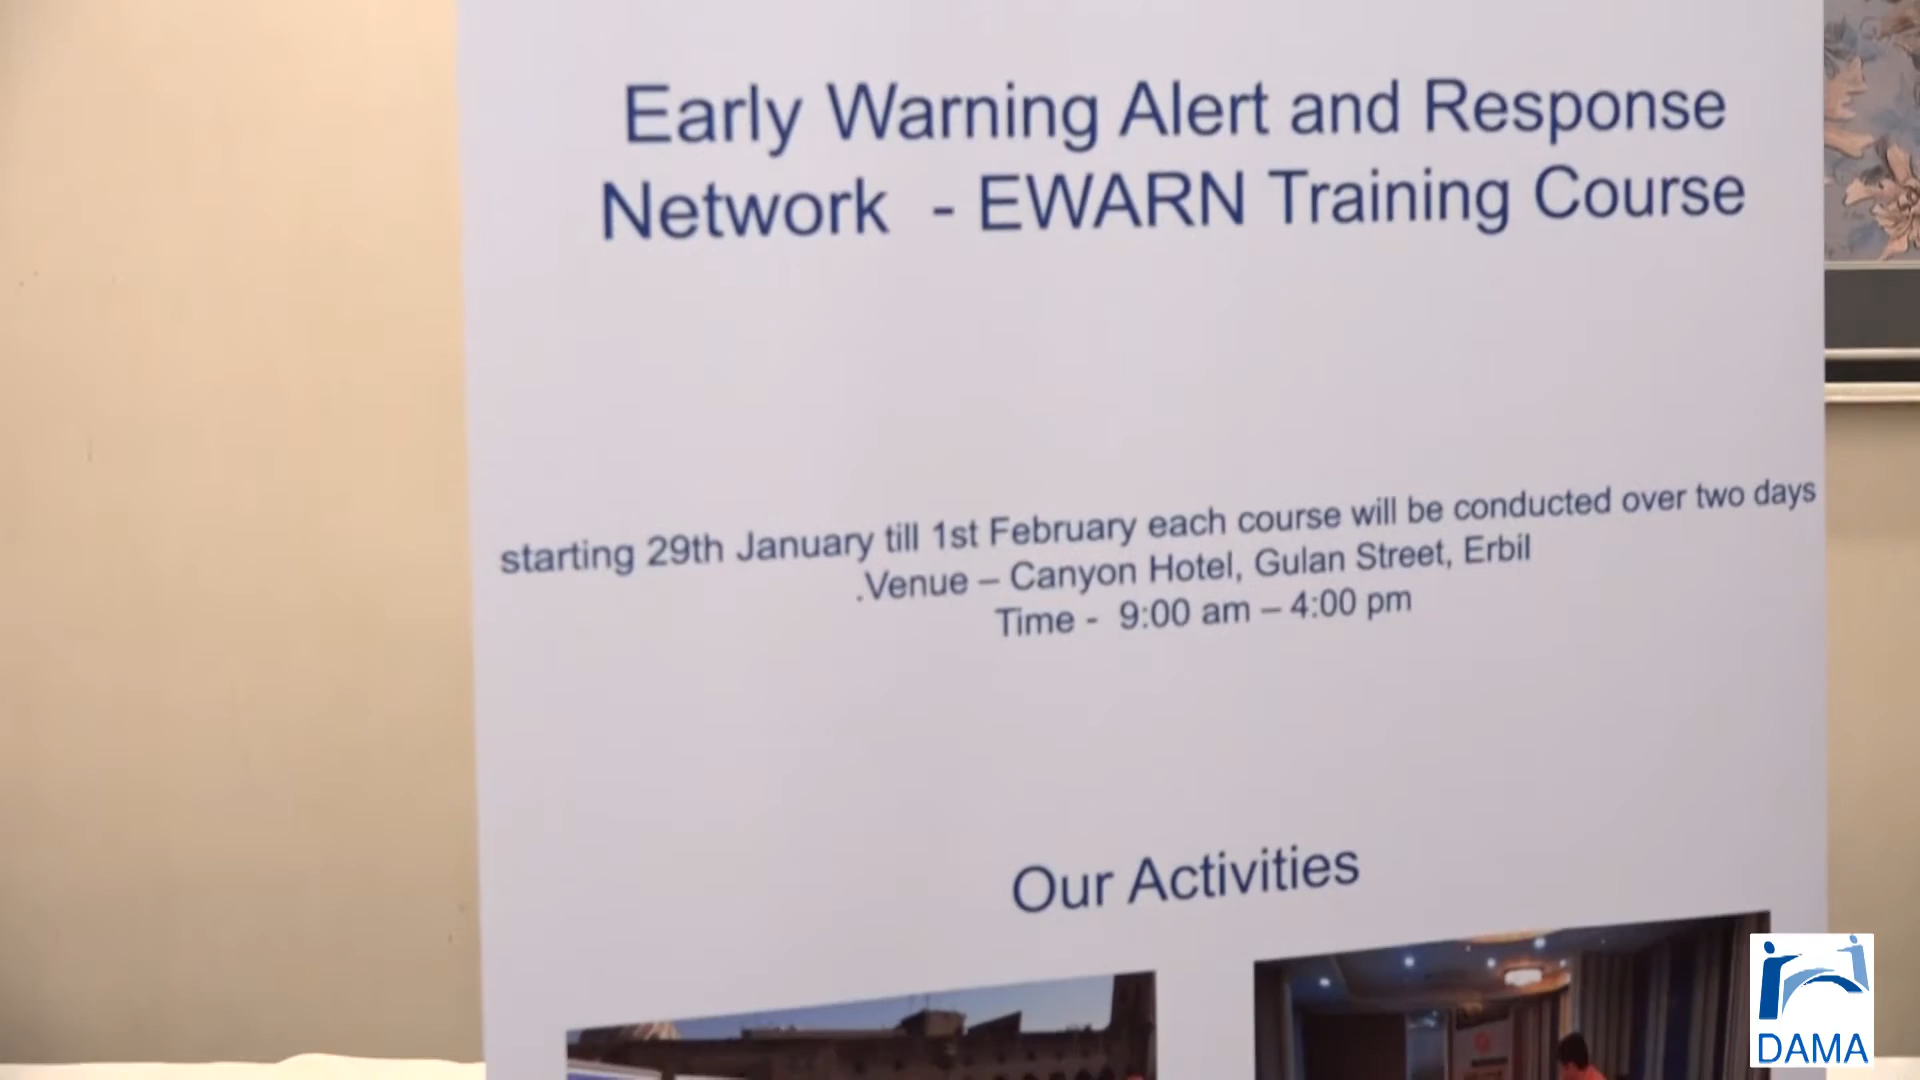 Early Warning Alert and Response
Network - EWARN Training Course
starting 29th January till 1st February each course will be conducted over two days
.Venue – Canyon Hotel, Gulan Street, Erbil
Time - 9:00 am – 4:00 pm
Our Activities
DAMA